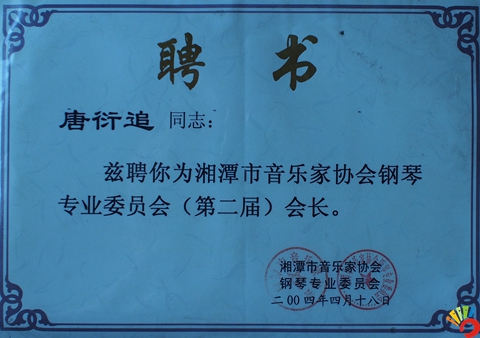 聘书
唐衍追 同志：
兹聘你为湘潭市音乐家协会钢琴
专业委员会（第二届）会长。
湘潭市音乐家协会
钢琴专业委员会
二00四年四月十八日